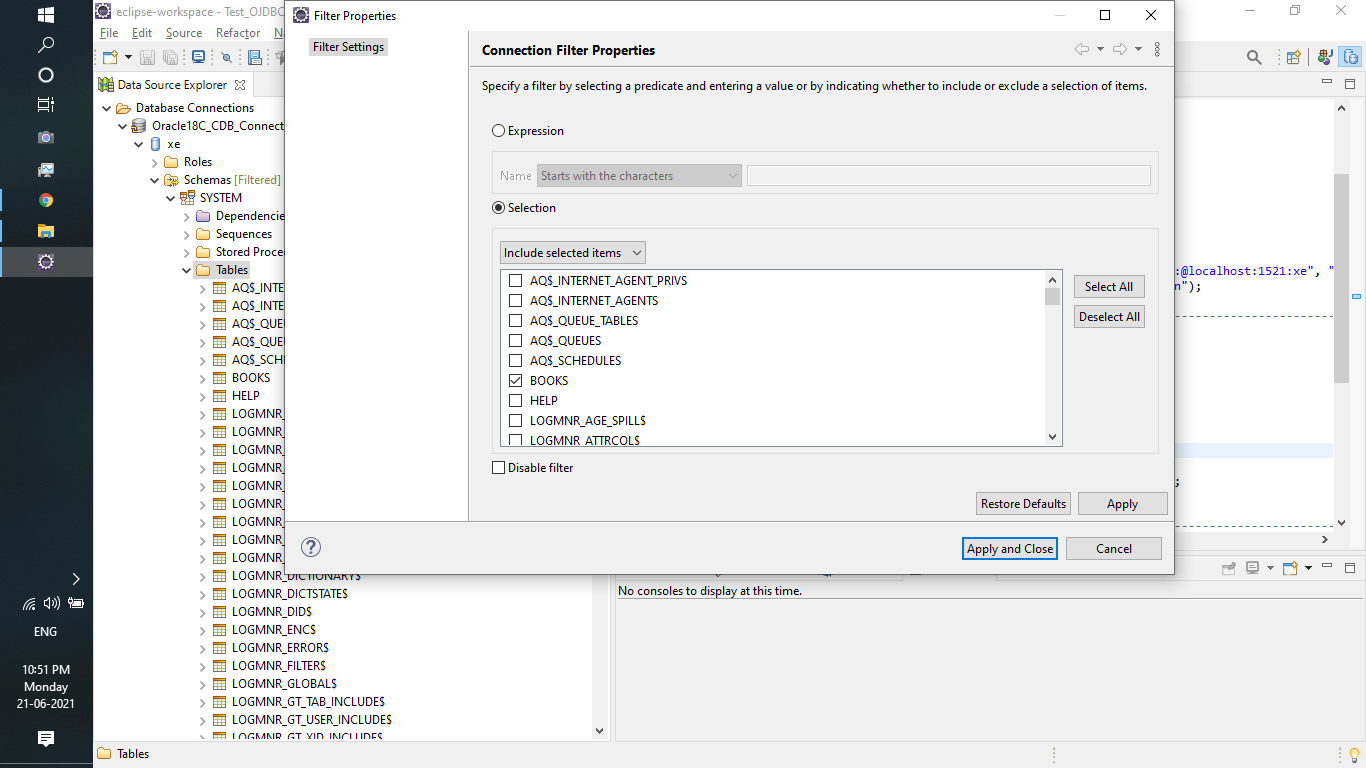 eclipse-workspace - Test_OJDBC
File Edit Source Refactor
Data Source Explorer
Database Connections
Oracle18C_CDB_Connect
xe
Roles
Schemas [Filtered]
SYSTEM
Dependencie
Sequences
Stored Proce
Tables
AQ$_INTE
AQ$_INTE
AQ$_QUE
AQ$_QUE
AQ$_SCH
BOOKS
HELP
LOGMNR_
LOGMNR_
LOGMNR_
LOGMNR_
LOGMNR_
LOGMNR_
LOGMNR_
LOGMNR_
LOGMNR_
LOGMNR_DICTIONARY$
LOGMNR_DICTSTATE$
LOGMNR_DID$
LOGMNR_ENC$
LOGMNR_ERROR$
LOGMNR_FILTER$
LOGMNR_GLOBAL$
LOGMNR_GT_TAB_INCLUDE$
LOGMNR_GT_USER_INCLUDE$
LOGMNR_GT_XID_INCLUDE$
Tables
Filter Properties
Filter Settings
Connection Filter Properties
Specify a filter by selecting a predicate and entering a value or by indicating whether to include or exclude a selection of items.
Expression
Name Starts with the characters
Selection
Include selected items
AQ$_INTERNET_AGENT_PRIVS
AQ$_INTERNET_AGENTS
AQ$_QUEUE_TABLES
AQ$_QUEUES
AQ$_SCHEDULES
BOOKS
HELP
LOGMNR_AGE_SPILL$
LOGMNR_ATTRCOL$
Select All
Deselect All
Disable filter
Restore Defaults Apply
Apply and Close Cancel
:@localhost:1521:xe", "
n");
;
No consoles to display at this time.
ENG
10:51 PM
Monday
21-06-2021